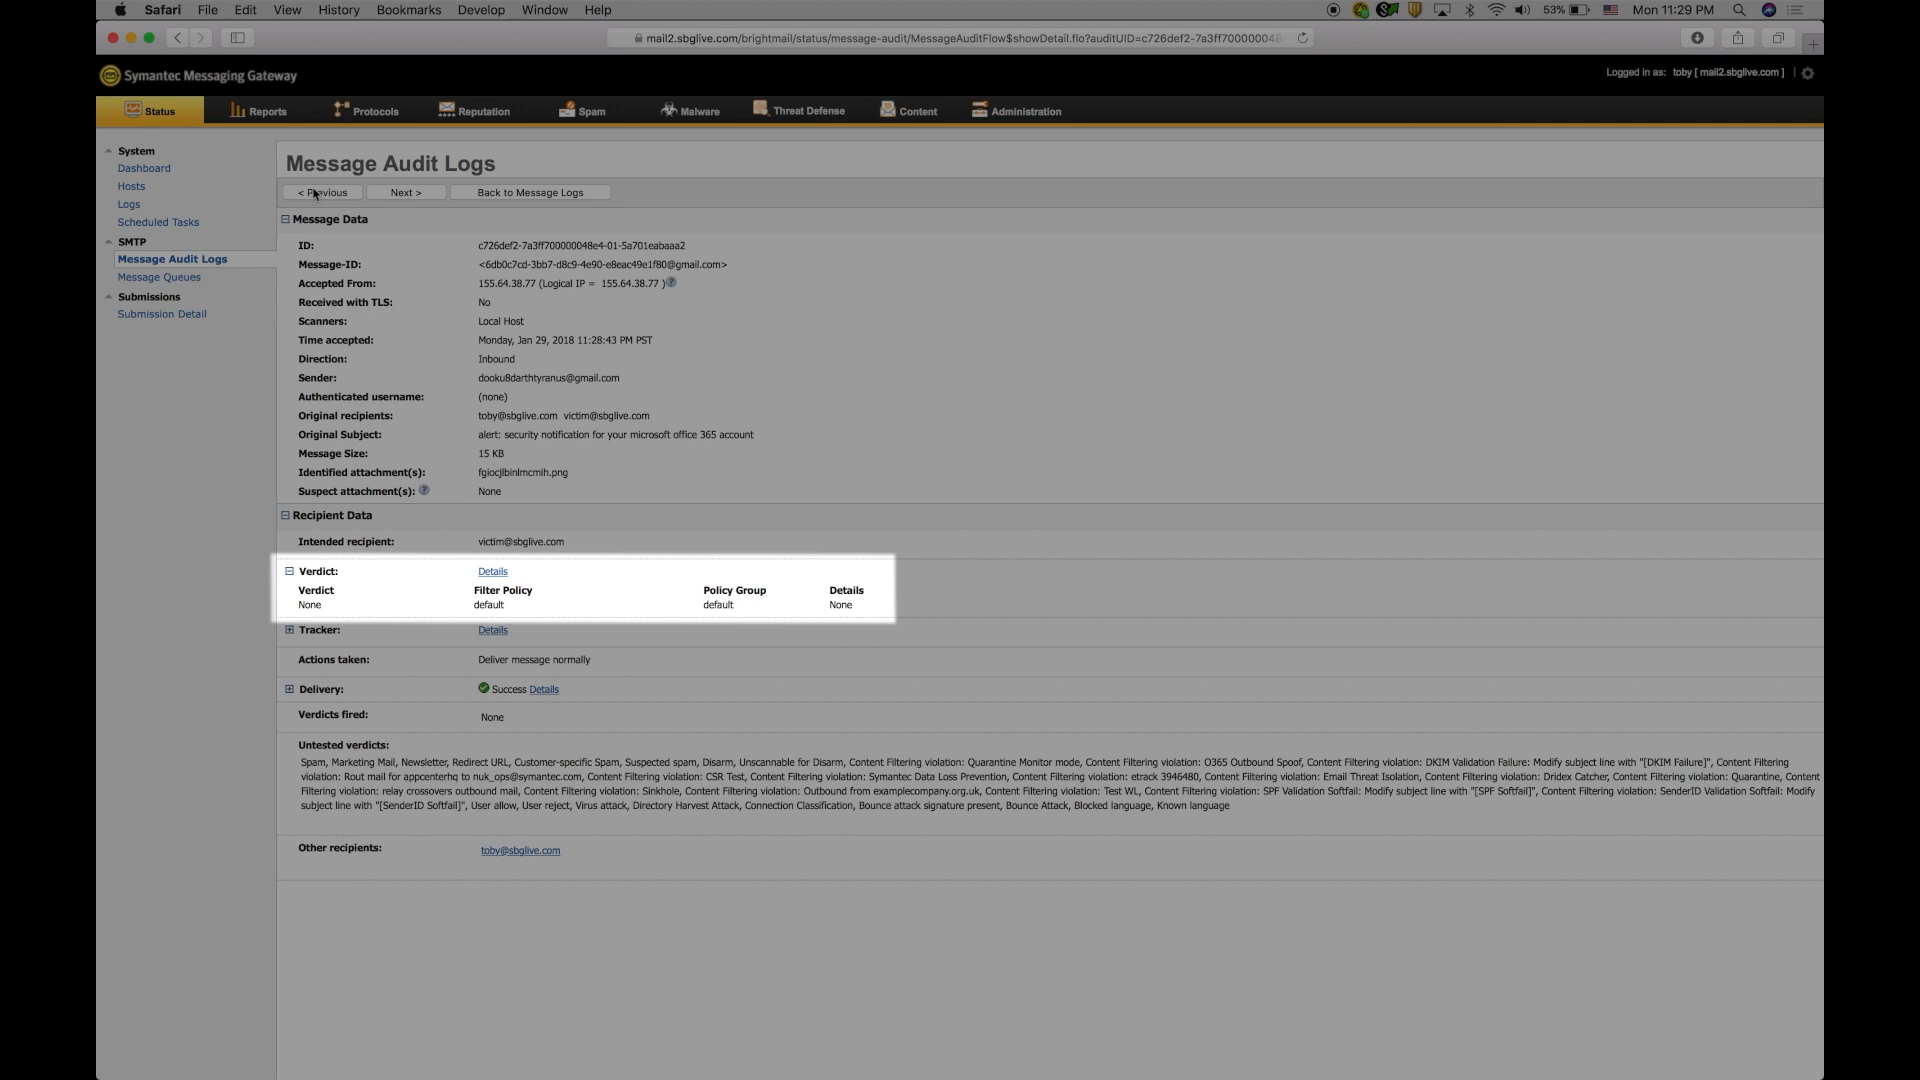 Safari File Edit View History Bookmarks Develop Window Help 53% Mon 11:29 PM
mail2.sbglive.com/brightmail/status/message-audit/MessageAuditFlow$showDetail.flo?auditUID=c726def2-7a3ff70000048
Symantec Messaging Gateway
Logged in as: toby [ mail2.sbglive.com ] |
Status Reports Protocols Reputation Spam Malware Threat Defense Content Administration
System
Dashboard
Hosts
Logs
Scheduled Tasks
SMTP
Message Audit Logs
Message Queues
Submissions
Submission Detail
Message Audit Logs
< Previous Next > Back to Message Logs
Message Data
ID: c726def2-7a3ff700000048e4-01-5a701eabaaa2
Message-ID: <6db0c7cd-3bb7-d8c9-4e90-e8eac49e1f80@gmail.com>
Accepted From: 155.64.38.77 (Logical IP = 155.64.38.77 )
Received with TLS: No
Scanners: Local Host
Time accepted: Monday, Jan 29, 2018 11:28:43 PM PST
Direction: Inbound
Sender: dooku8darthtyranus@gmail.com
Authenticated username: (none)
Original recipients: toby@sbglive.com victim@sbglive.com
Original Subject: alert: security notification for your microsoft office 365 account
Message Size: 15 KB
Identified attachment(s): fgiocjlbinlmcmih.png
Suspect attachment(s): None
Recipient Data
Intended recipient: victim@sbglive.com
Verdict: Details
Verdict Filter Policy Policy Group Details
None default default None
Tracker: Details
Actions taken: Deliver message normally
Delivery: Success Details
Verdicts fired: None
Untested verdicts:
Spam, Marketing Mail, Newsletter, Redirect URL, Customer-specific Spam, Suspected spam, Disarm, Unscannable for Disarm, Content Filtering violation: Quarantine Monitor mode, Content Filtering violation: O365 Outbound Spoof, Content Filtering violation: DKIM Validation Failure: Modify subject line with "[DKIM Failure]", Content Filtering
violation: Rout mail for appcenterhq to nuk_ops@symantec.com, Content Filtering violation: CSR Test, Content Filtering violation: Symantec Data Loss Prevention, Content Filtering violation: etrack 3946480, Content Filtering violation: Email Threat Isolation, Content Filtering violation: Dridex Catcher, Content Filtering violation: Quarantine, Content
Filtering violation: relay crossovers outbound mail, Content Filtering violation: Sinkhole, Content Filtering violation: Outbound from examplecompany.org.uk, Content Filtering violation: Test WL, Content Filtering violation: SPF Validation Softfail: Modify subject line with "[SPF Softfail]", Content Filtering violation: SenderID Validation Softfail: Modify
subject line with "[SenderID Softfail]", User allow, User reject, Virus attack, Directory Harvest Attack, Connection Classification, Bounce attack signature present, Bounce Attack, Blocked language, Known language
Other recipients: toby@sbglive.com